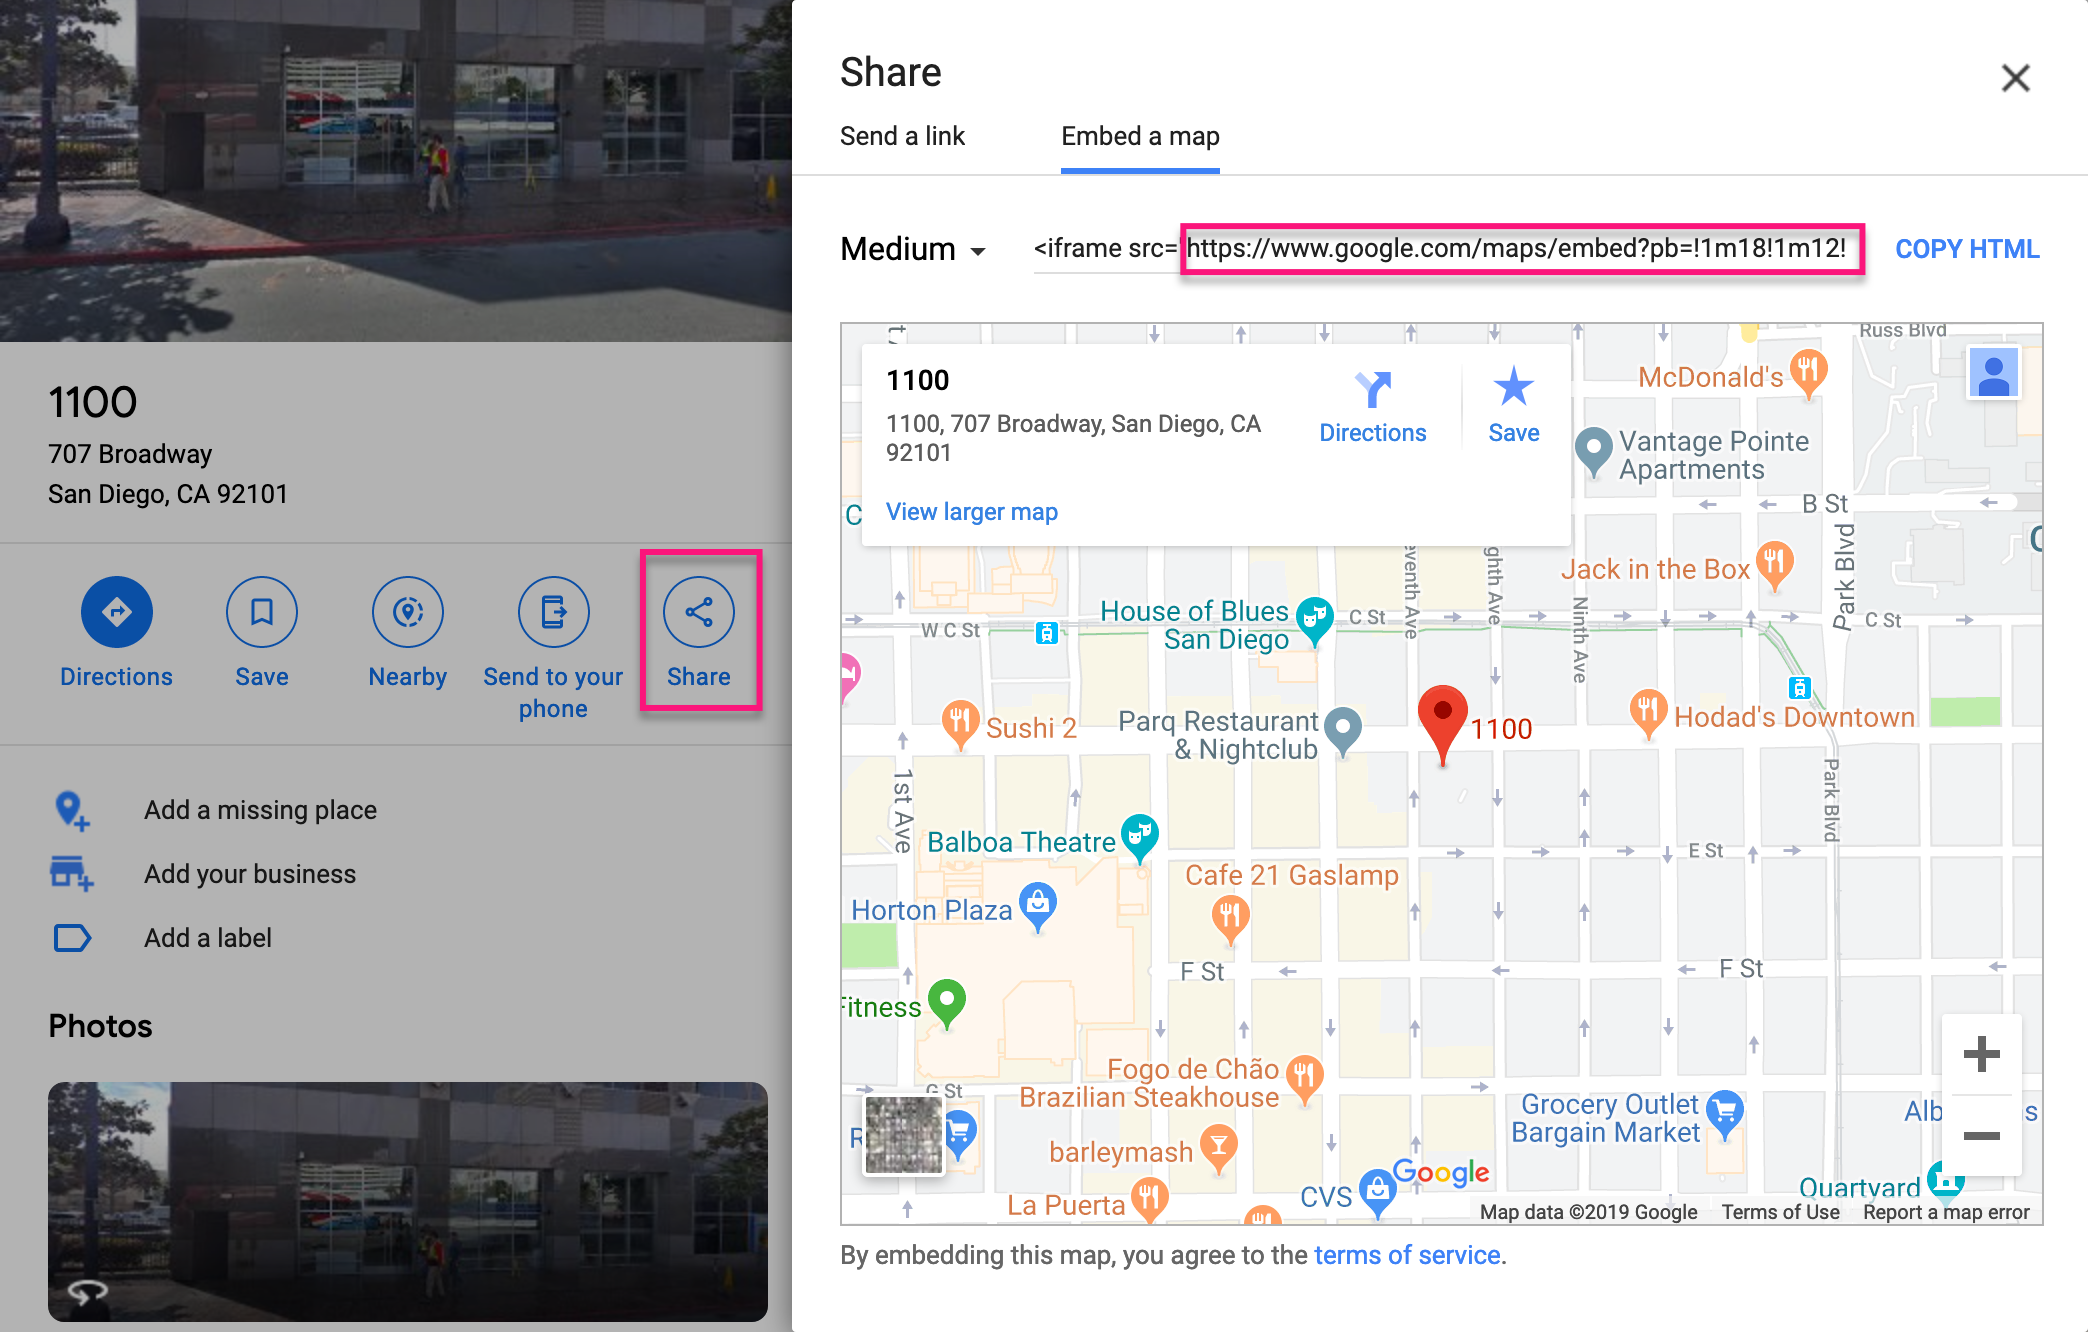 1100
707 Broadway
San Diego, CA 92101
Directions
Save
Nearby
Send to your
phone
Share
Add a missing place
Add your business
Add a label
Photos
Share
Send a link
Embed a map
Medium
<iframe src="https://www.google.com/maps/embed?pb=!1m18!1m12!
COPY HTML
1100
1100, 707 Broadway, San Diego, CA
92101
View larger map
Directions
Save
Russ Blvd
McDonald's
Vantage Pointe
Apartments
B St
Park Blvd
Jack in the Box
House of Blues
San Diego
C St
eventh Ave
ghth Ave
Ninth Ave
C St
W C St
Sushi 2
Parq Restaurant
& Nightclub
1100
Hodad's Downtown
1st Ave
Park Blvd
Balboa Theatre
E St
Cafe 21 Gaslamp
Horton Plaza
F St
F St
Fitness
Fogo de Chão
Brazilian Steakhouse
G St
Grocery Outlet
Bargain Market
barleymash
Google
CVS
La Puerta
Quartyard
Map data ©2019 Google
Terms of Use
Report a map error
By embedding this map, you agree to the terms of service.